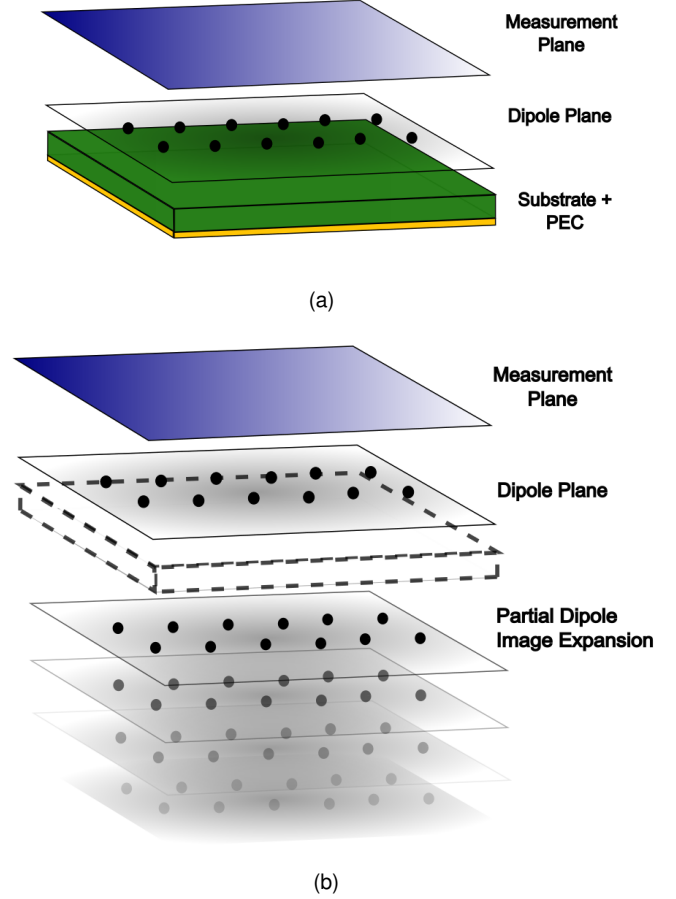 Measurement
Plane
Dipole Plane
Substrate +
PEC
(a)
Measurement
Plane
Dipole Plane
Partial Dipole
Image Expansion
(b)